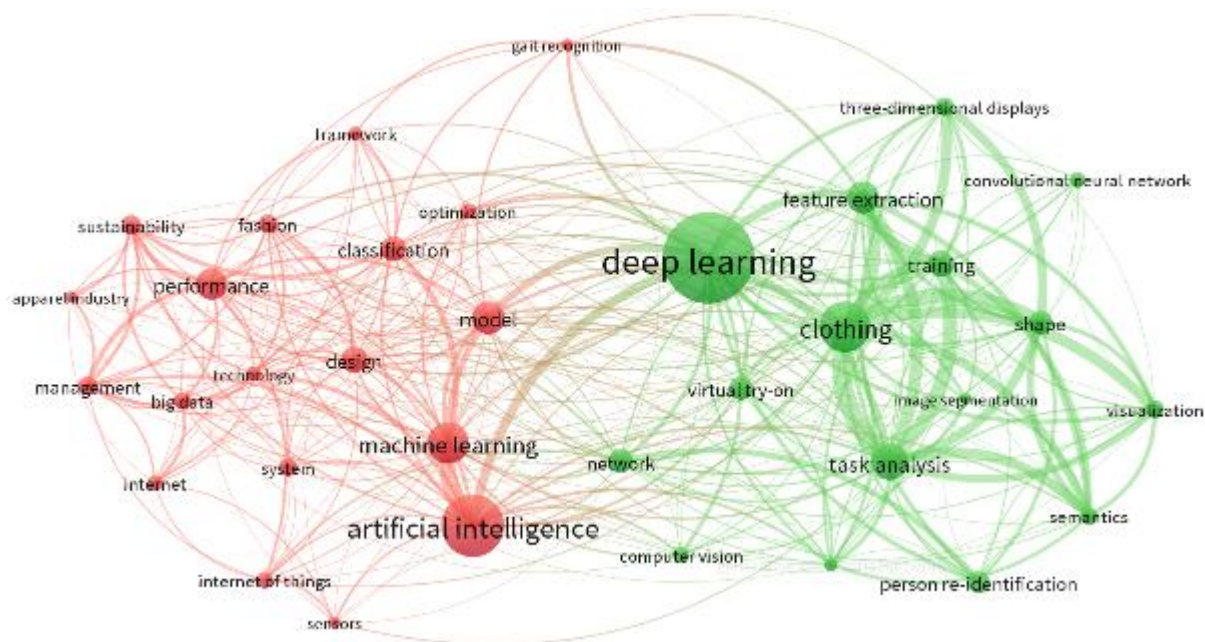 gait recognition
three-dimensional displays
framework
convolutional neural network
feature extraction
optimization
sustainability
fashion
classification
deep learning
training
performance
apparel industry
model
clothing
shape
design
technology
management
virtual try-on
big data
image segmentation
visualization
machine learning
network
task analysis
system
internet
semantics
artificial intelligence
computer vision
internet of things
person re-identification
sensors